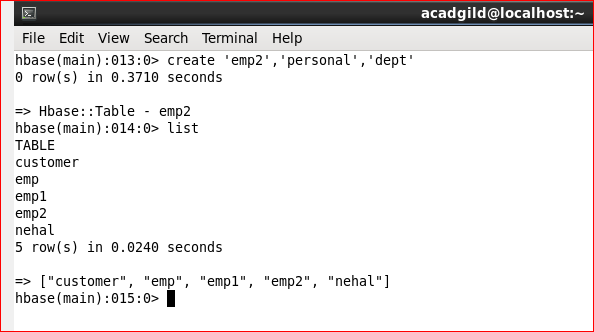 acadgild@localhost:~
File Edit View Search Terminal Help
hbase(main):013:0> create 'emp2','personal','dept'
0 row(s) in 0.3710 seconds
=> Hbase::Table - emp2
hbase(main):014:0> list
TABLE
customer
emp
emp1
emp2
nehal
5 row(s) in 0.0240 seconds
=> ["customer", "emp", "emp1", "emp2", "nehal"]
hbase(main):015:0>